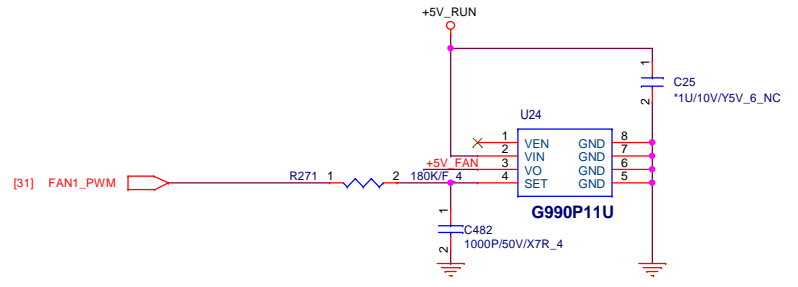 +5V_RUN
1
C25
2
*1U/10V/Y5V_6_NC
U24
1 VEN GND 8
2 VIN GND 7
+5V_FAN 3 VO GND 6
[31] FAN1_PWM R271 1 2 180K/F_4 4 SET GND 5
G990P11U
1
C482
1000P/50V/X7R_4
2